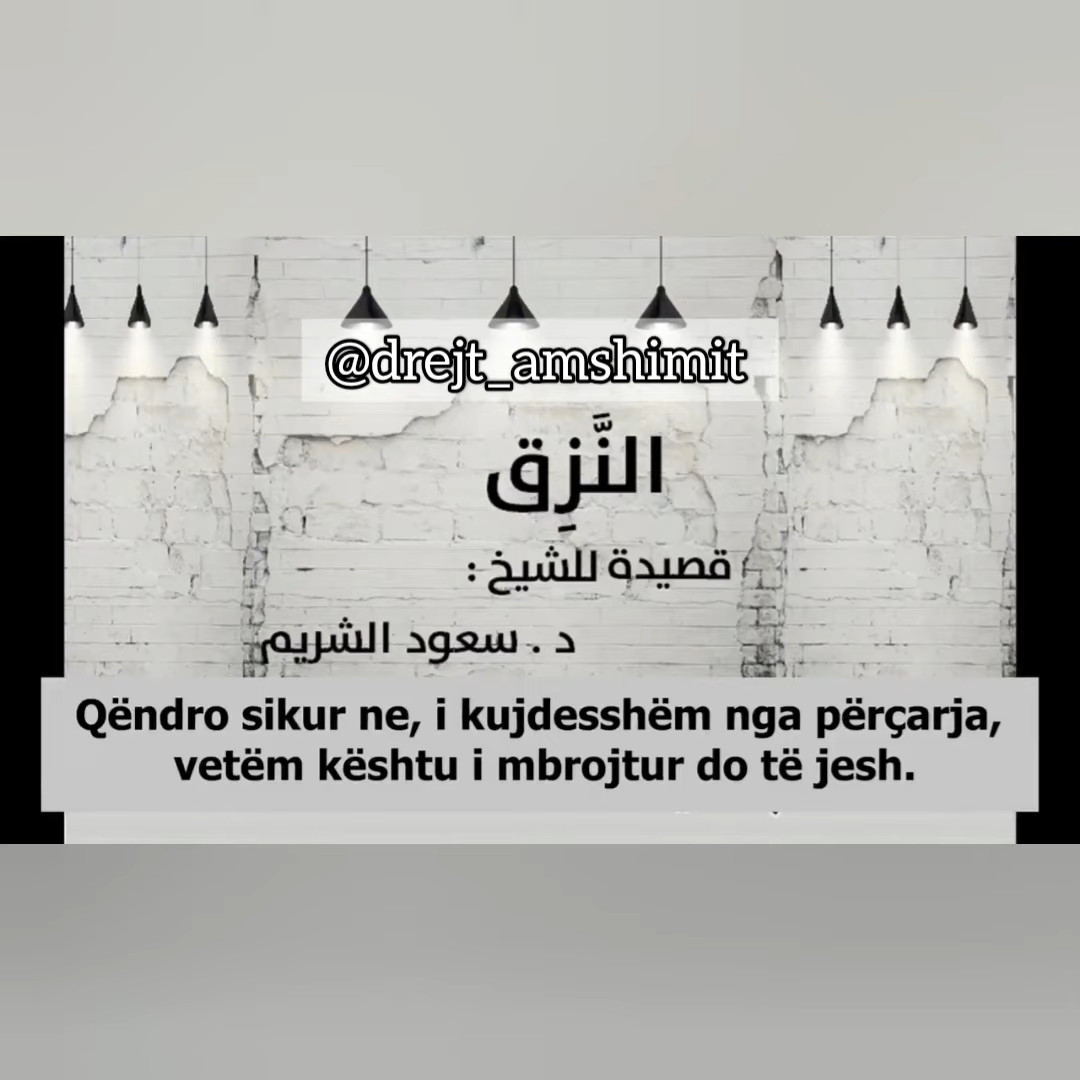 @drejt_amshimit
النَّزِق
قصيدة للشيخ :
د . سعود الشريم
Qëndro sikur ne, i kujdesshëm nga përçarja,
vetëm kështu i mbrojtur do të jesh.